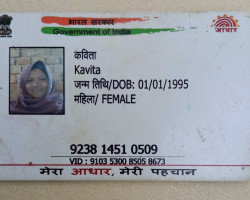 भारत सरकार
Government of India
आधार
कविता
Kavita
जन्म तिथि/DOB: 01/01/1995
महिला/ FEMALE
9238 1451 0509
VID : 9103 5300 8505 8673
मेरा आधार, मेरी पहचान